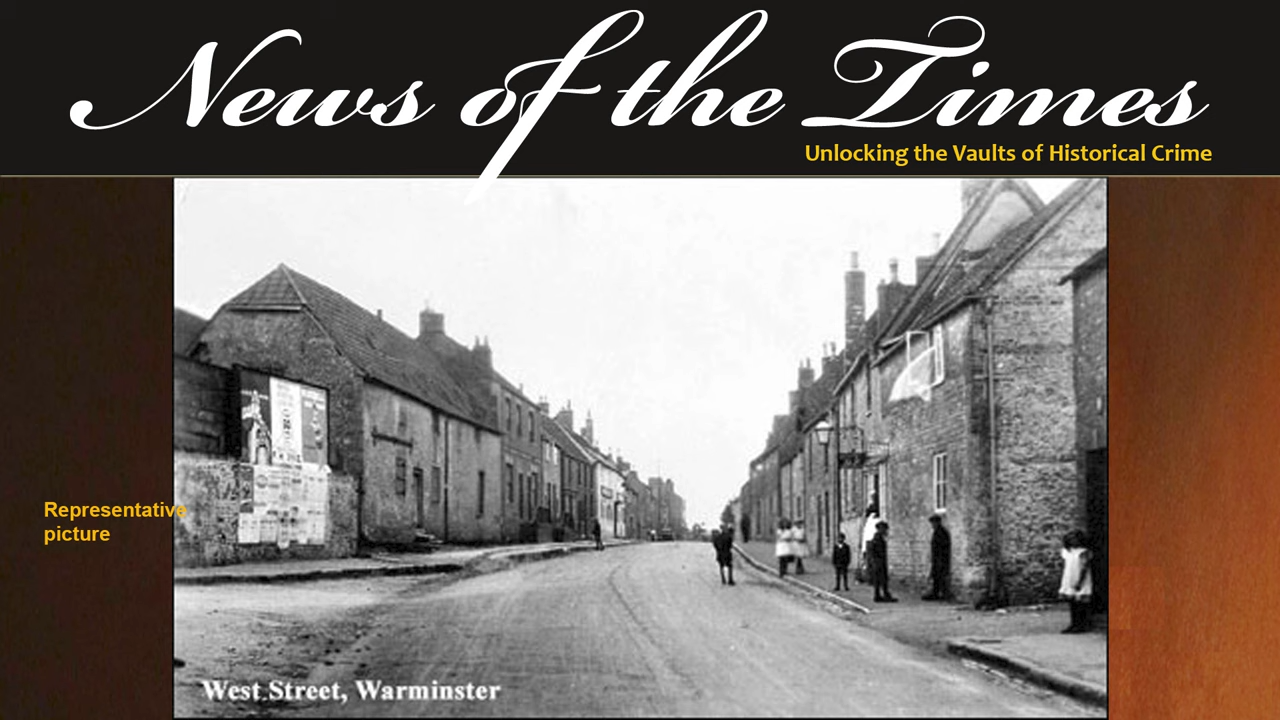 News of the Times
Unlocking the Vaults of Historical Crime
Representative
picture
West Street, Warminster